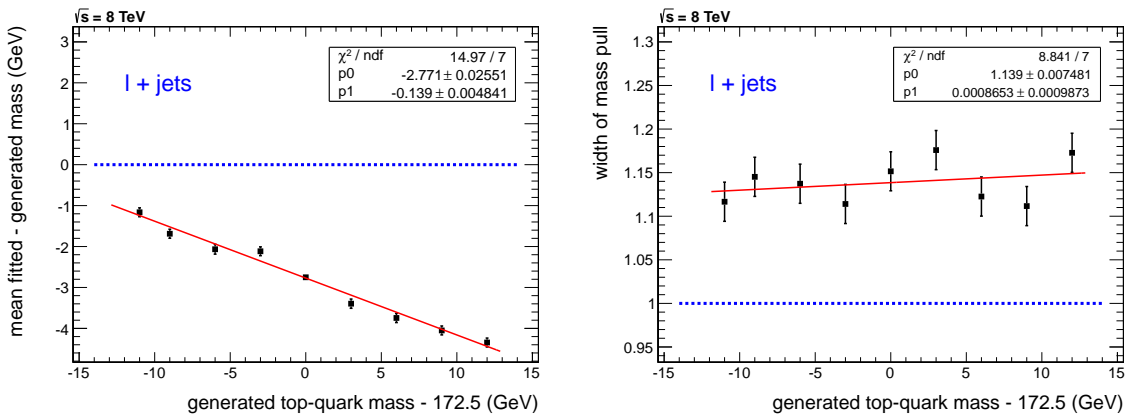 √s = 8 TeV
mean fitted - generated mass (GeV)
3
2
1
0
-1
-2
-3
-4
l + jets
χ² / ndf 14.97 / 7
p0 -2.771 ± 0.02551
p1 -0.139 ± 0.004841
-15 -10 -5 0 5 10 15
generated top-quark mass - 172.5 (GeV)
√s = 8 TeV
width of mass pull
1.3
1.25
1.2
1.15
1.1
1.05
1
0.95
l + jets
χ² / ndf 8.841 / 7
p0 1.139 ± 0.007481
p1 0.0008653 ± 0.0009873
-15 -10 -5 0 5 10 15
generated top-quark mass - 172.5 (GeV)